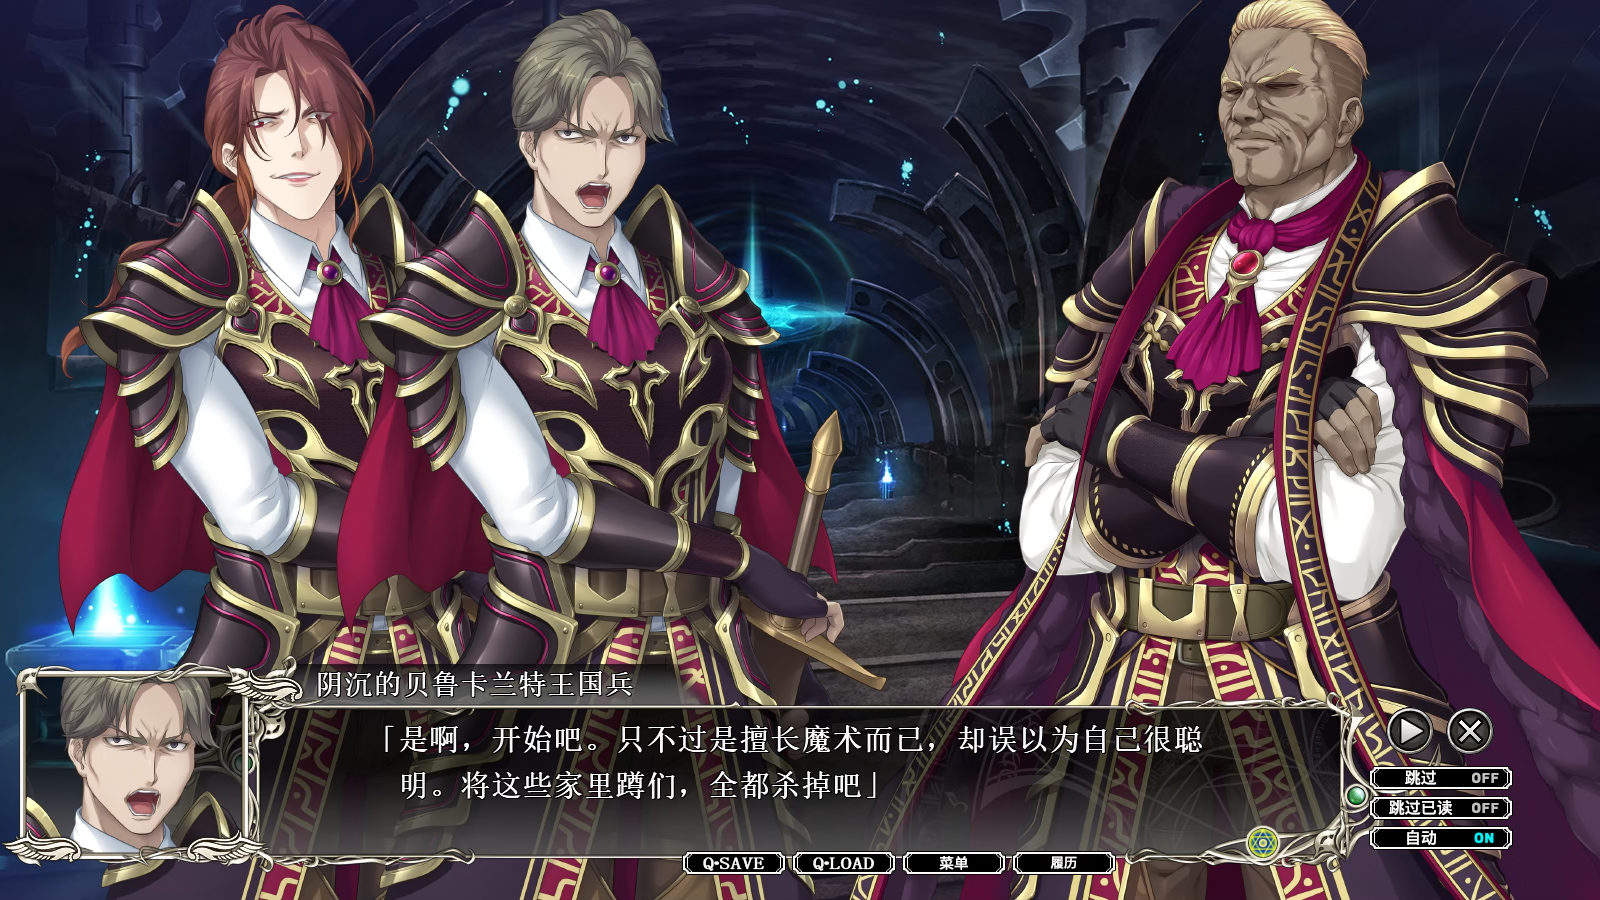 阴沉的贝鲁卡兰特王国兵
「是啊，开始吧。只不过是擅长魔术而已，却误以为自己很聪
明。将这些家里蹲们，全都杀掉吧」
跳过 OFF
跳过已读 OFF
自动 ON
Q·SAVE Q·LOAD 菜单 履历